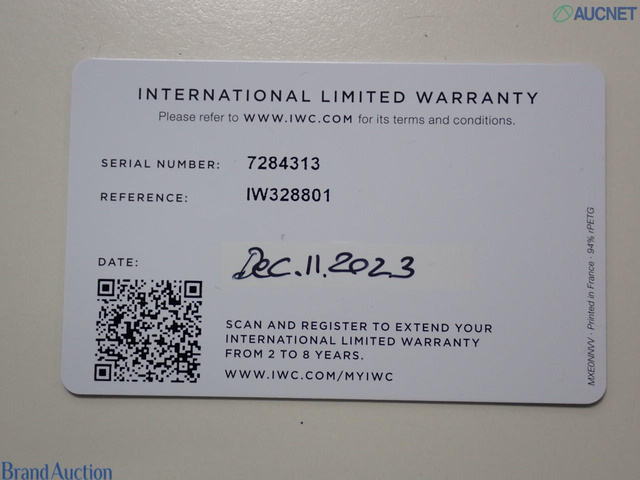 AUCNET
INTERNATIONAL LIMITED WARRANTY
Please refer to WWW.IWC.COM for its terms and conditions.
SERIAL NUMBER: 7284313
REFERENCE: IW328801
DATE: Dec.11.2023
SCAN AND REGISTER TO EXTEND YOUR
INTERNATIONAL LIMITED WARRANTY
FROM 2 TO 8 YEARS.
WWW.IWC.COM/MYIWC
MXE0NNVV · Printed in France · 94% rPETG
BrandAuction